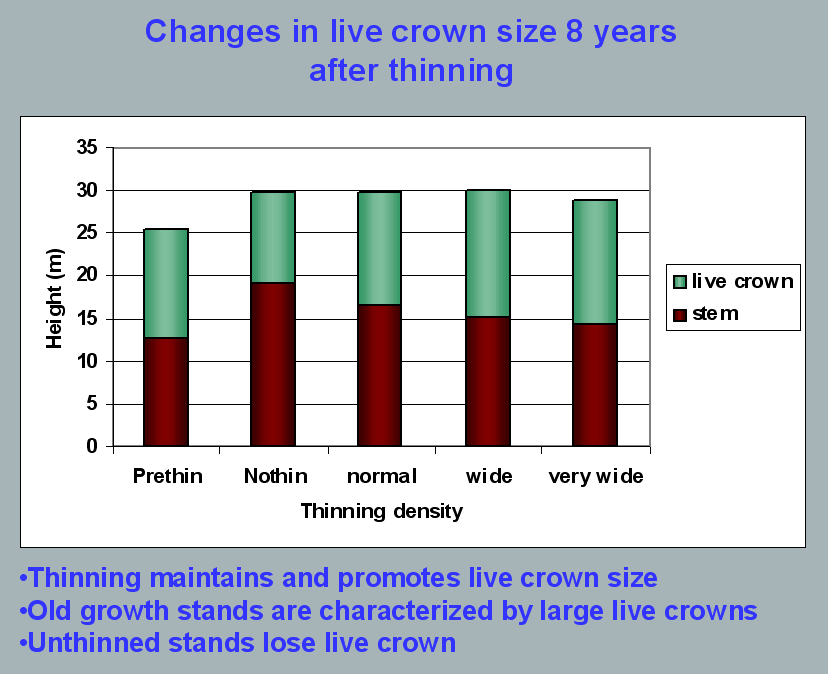 Changes in live crown size 8 years
after thinning
35
30
25
20
15
10
5
0
Height (m)
Prethin Nothin normal wide very wide
Thinning density
live crown
stem
•Thinning maintains and promotes live crown size
•Old growth stands are characterized by large live crowns
•Unthinned stands lose live crown